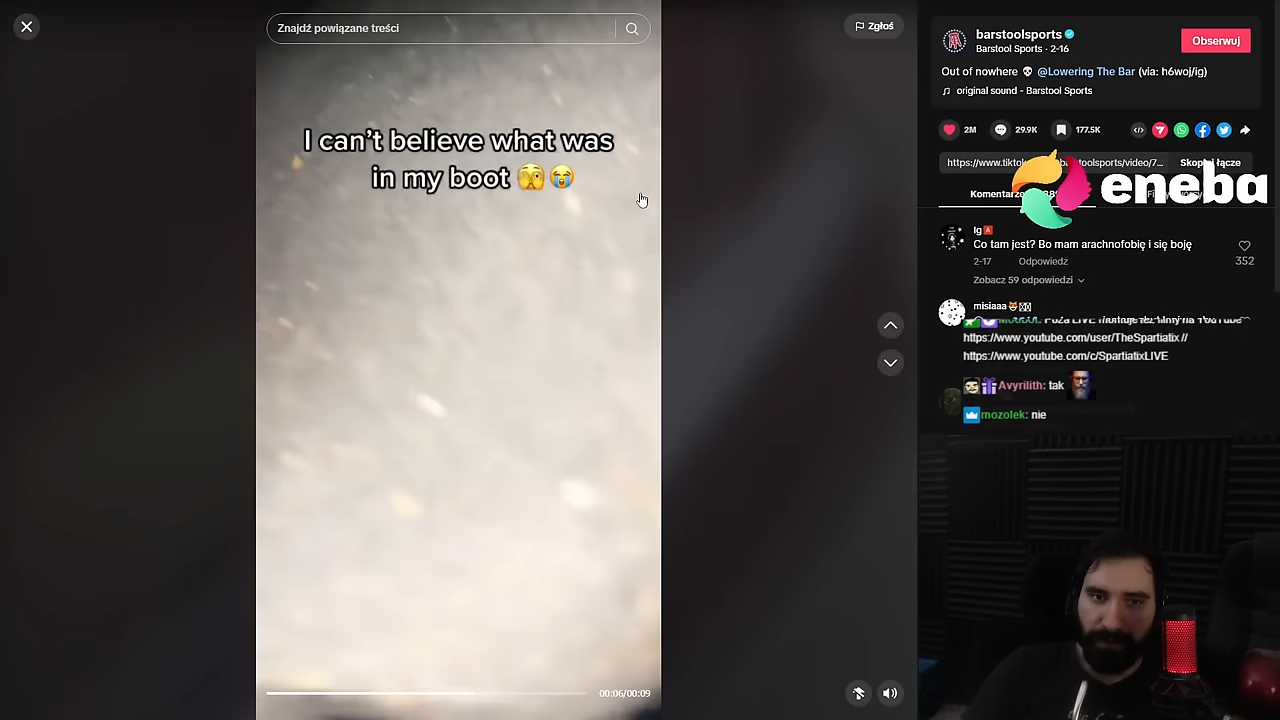 Znajdź powiązane treści
I can't believe what was
in my boot 🫣😭
00:06/00:09
Zgłoś
barstoolsports
Barstool Sports · 2-16
Obserwuj
Out of nowhere 💀 @Lowering The Bar (via: h6woj/ig)
original sound - Barstool Sports
2M
29.9K
177.5K
eneba
lg🅰
Co tam jest? Bo mam arachnofobię i się boję
2-17 Odpowiedz
352
Zobacz 59 odpowiedzi
misiaaa
https://www.youtube.com/user/TheSpartiatix //
https://www.youtube.com/c/SpartiatixLIVE
Avyrilith: tak
mozolek: nie